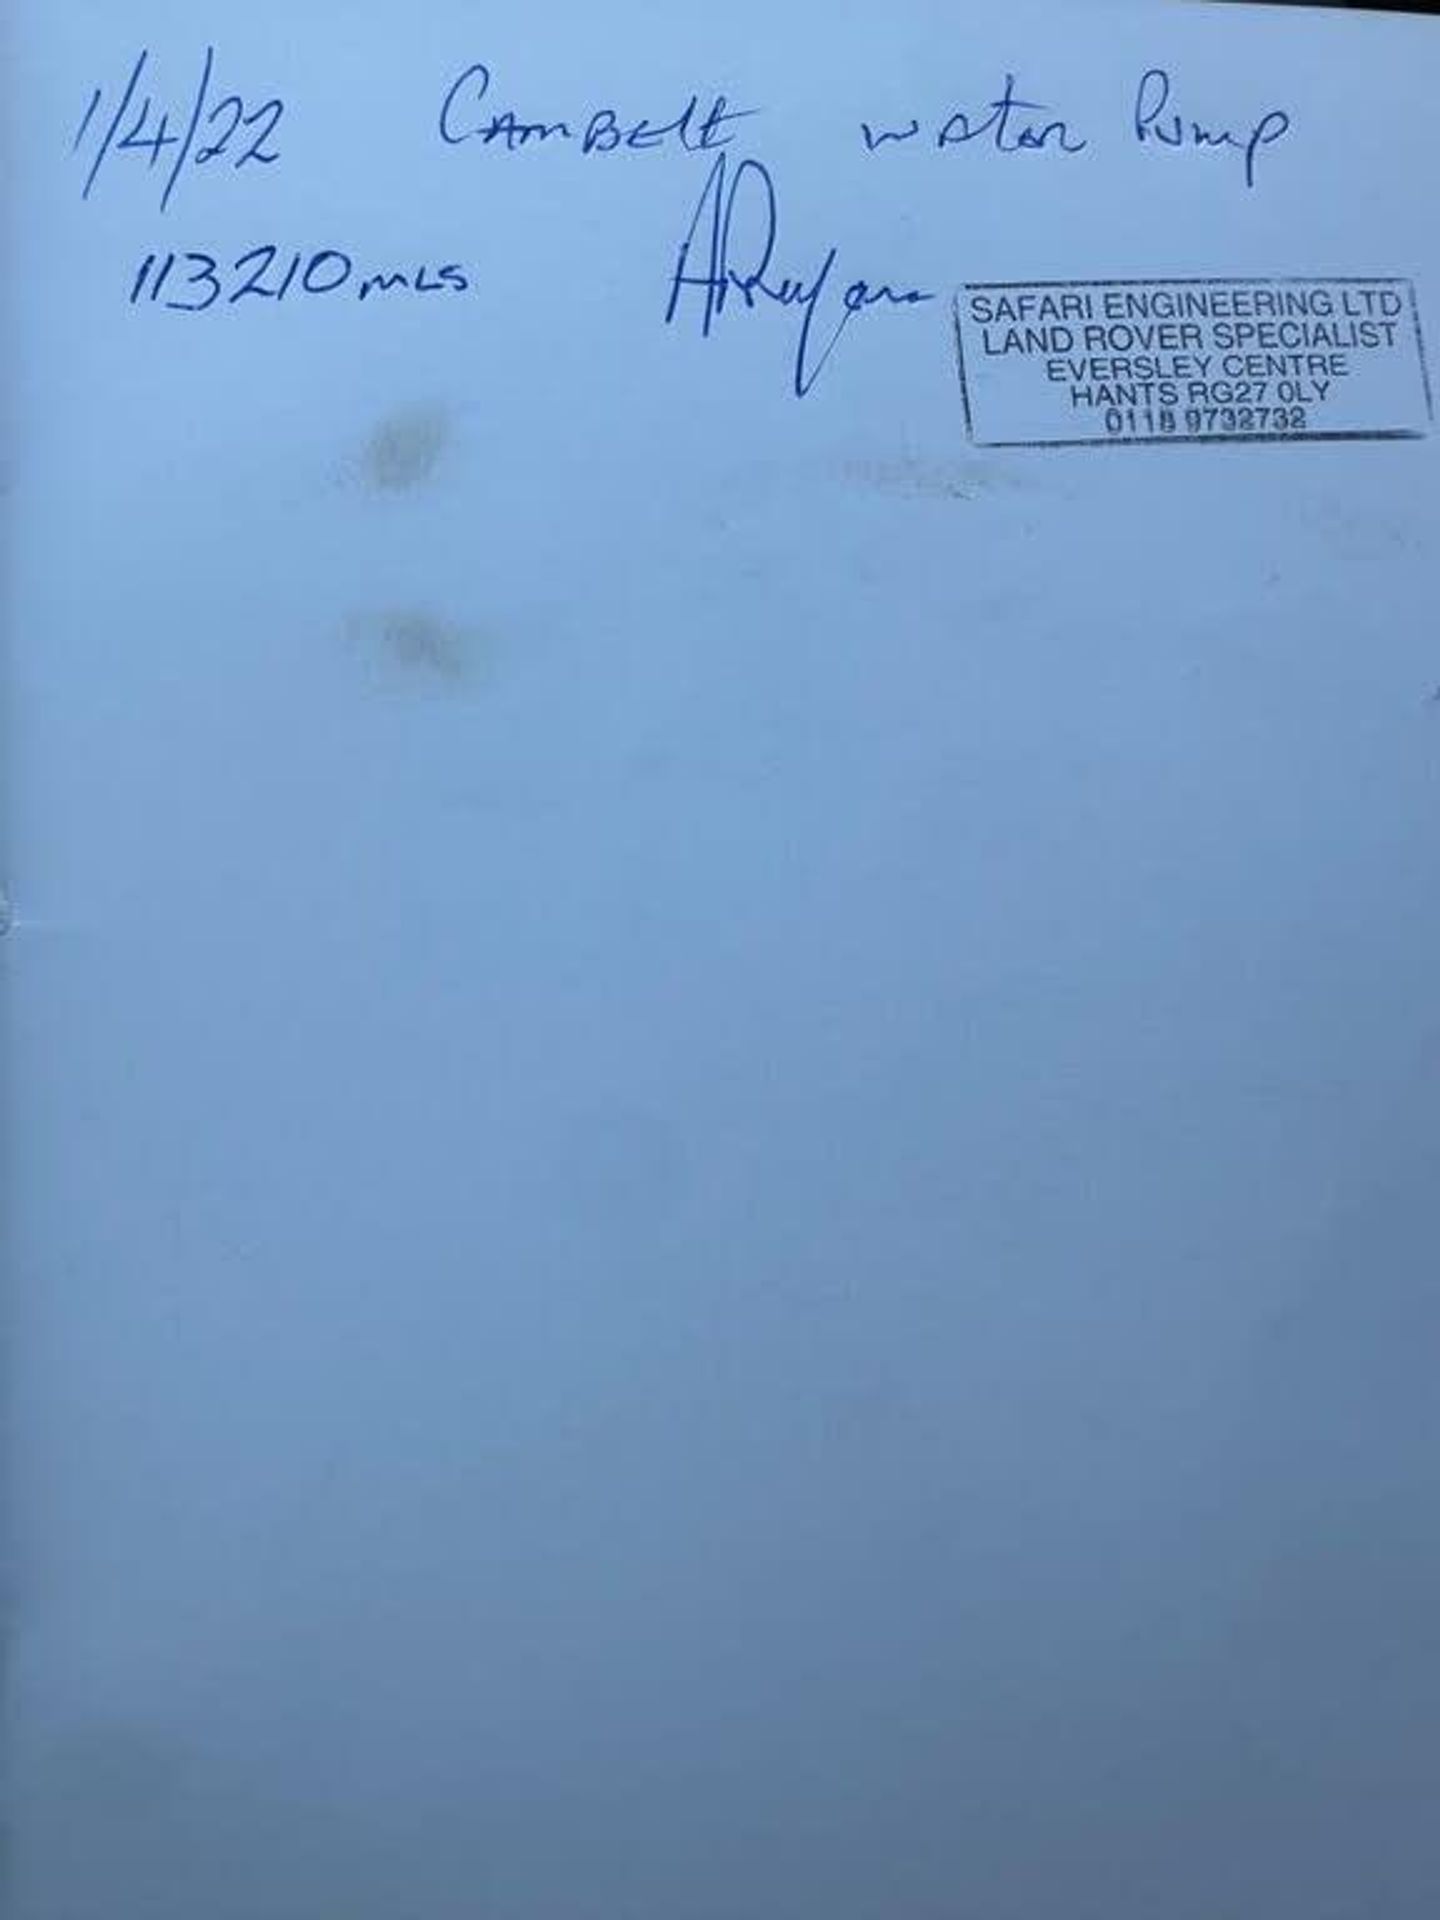 1/4/22 CAMBELT water Pump
113210 MLS
SAFARI ENGINEERING LTD
LAND ROVER SPECIALIST
EVERSLEY CENTRE
HANTS RG27 0LY
0118 9732732